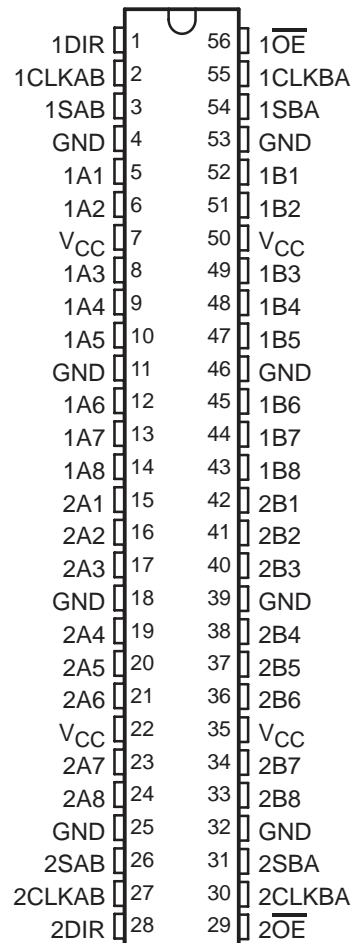 1DIR 1 56 1O̅E̅
1CLKAB 2 55 1CLKBA
1SAB 3 54 1SBA
GND 4 53 GND
1A1 5 52 1B1
1A2 6 51 1B2
VCC 7 50 VCC
1A3 8 49 1B3
1A4 9 48 1B4
1A5 10 47 1B5
GND 11 46 GND
1A6 12 45 1B6
1A7 13 44 1B7
1A8 14 43 1B8
2A1 15 42 2B1
2A2 16 41 2B2
2A3 17 40 2B3
GND 18 39 GND
2A4 19 38 2B4
2A5 20 37 2B5
2A6 21 36 2B6
VCC 22 35 VCC
2A7 23 34 2B7
2A8 24 33 2B8
GND 25 32 GND
2SAB 26 31 2SBA
2CLKAB 27 30 2CLKBA
2DIR 28 29 2O̅E̅